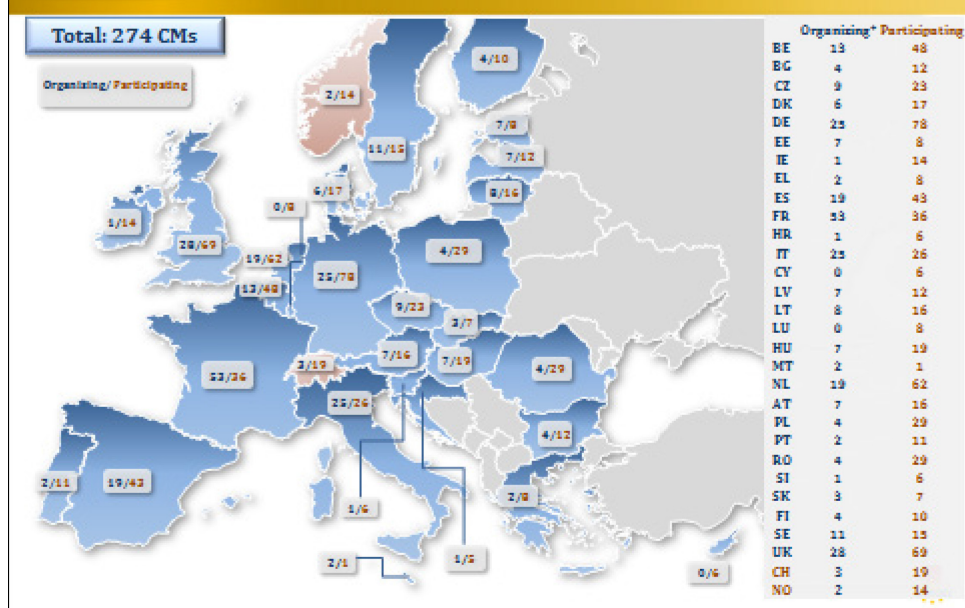 Total: 274 CMs
Organizing/Participating
4/10
2/14
7/8
11/15
7/12
6/17
8/16
0/8
1/14
28/69
19/62
4/29
25/78
13/48
9/23
3/7
7/16
7/19
3/19
4/29
53/36
25/26
4/12
2/11
19/43
2/8
1/6
1/5
2/1
0/6
Organizing* Participating
BE 13 48
BG 4 12
CZ 9 23
DK 6 17
DE 25 78
EE 7 8
IE 1 14
EL 2 8
ES 19 43
FR 53 36
HR 1 6
IT 25 26
CY 0 6
LV 7 12
LT 8 16
LU 0 8
HU 7 19
MT 2 1
NL 19 62
AT 7 16
PL 4 29
PT 2 11
RO 4 29
SI 1 6
SK 3 7
FI 4 10
SE 11 15
UK 28 69
CH 3 19
NO 2 14